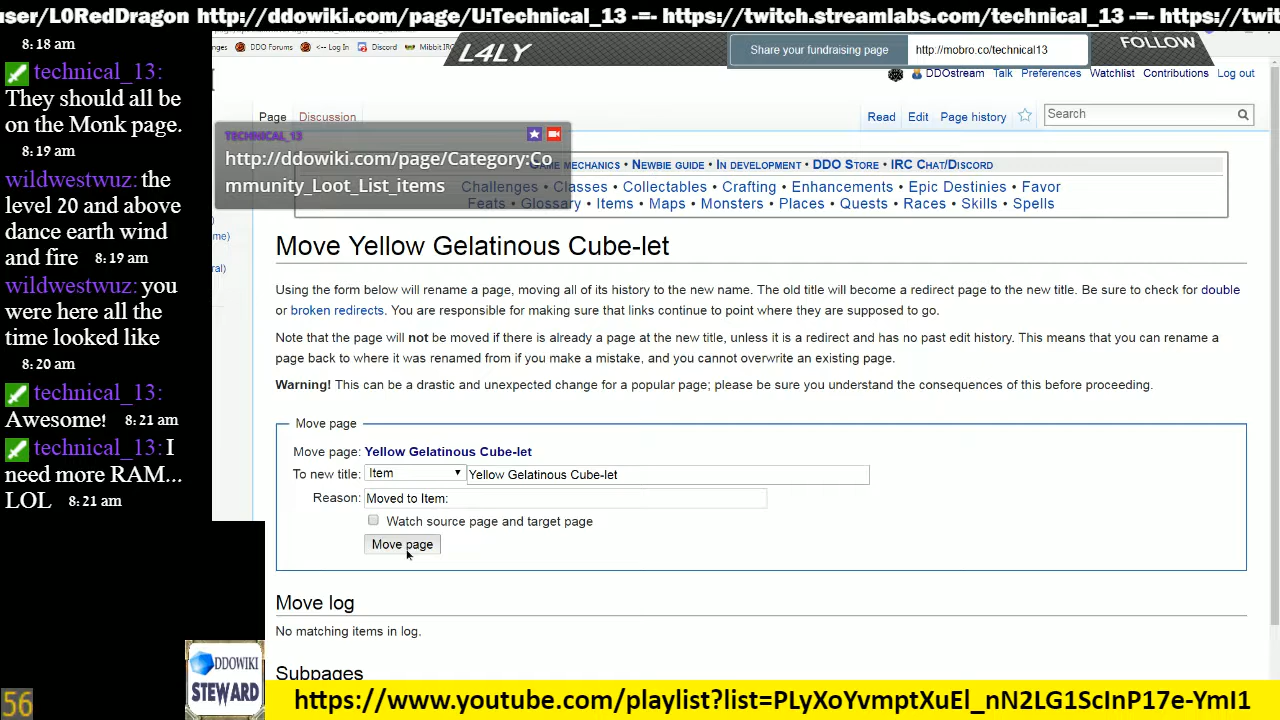 user/L0RedDragon http://ddowiki.com/page/U:Technical_13 -=- https://twitch.streamlabs.com/technical_13 -=- https://twit
8:18 am
technical_13:
They should all be
on the Monk page.
8:19 am
wildwestwuz: the
level 20 and above
dance earth wind
and fire 8:19 am
wildwestwuz: you
were here all the
time looked like
8:20 am
technical_13:
Awesome! 8:21 am
technical_13: I
need more RAM...
LOL 8:21 am
56
DDO Forums <-- Log In Discord Mibbit IRC
L4LY
Share your fundraising page http://mobro.co/technical13
FOLLOW
DDOstream Talk Preferences Watchlist Contributions Log out
Page Discussion Read Edit Page history Search
TECHNICAL_13
http://ddowiki.com/page/Category:Co
mmunity_Loot_List_items
me mechanics • Newbie guide • In development • DDO Store • IRC Chat/Discord
Challenges • Classes • Collectables • Crafting • Enhancements • Epic Destinies • Favor
Feats • Glossary • Items • Maps • Monsters • Places • Quests • Races • Skills • Spells
me)
ral)
Move Yellow Gelatinous Cube-let
Using the form below will rename a page, moving all of its history to the new name. The old title will become a redirect page to the new title. Be sure to check for double
or broken redirects. You are responsible for making sure that links continue to point where they are supposed to go.
Note that the page will not be moved if there is already a page at the new title, unless it is a redirect and has no past edit history. This means that you can rename a
page back to where it was renamed from if you make a mistake, and you cannot overwrite an existing page.
Warning! This can be a drastic and unexpected change for a popular page; please be sure you understand the consequences of this before proceeding.
Move page
Move page: Yellow Gelatinous Cube-let
To new title: Item Yellow Gelatinous Cube-let
Reason: Moved to Item:
Watch source page and target page
Move page
Move log
No matching items in log.
Subpages
DDOWIKI
STEWARD
https://www.youtube.com/playlist?list=PLyXoYvmptXuEl_nN2LG1ScInP17e-YmI1